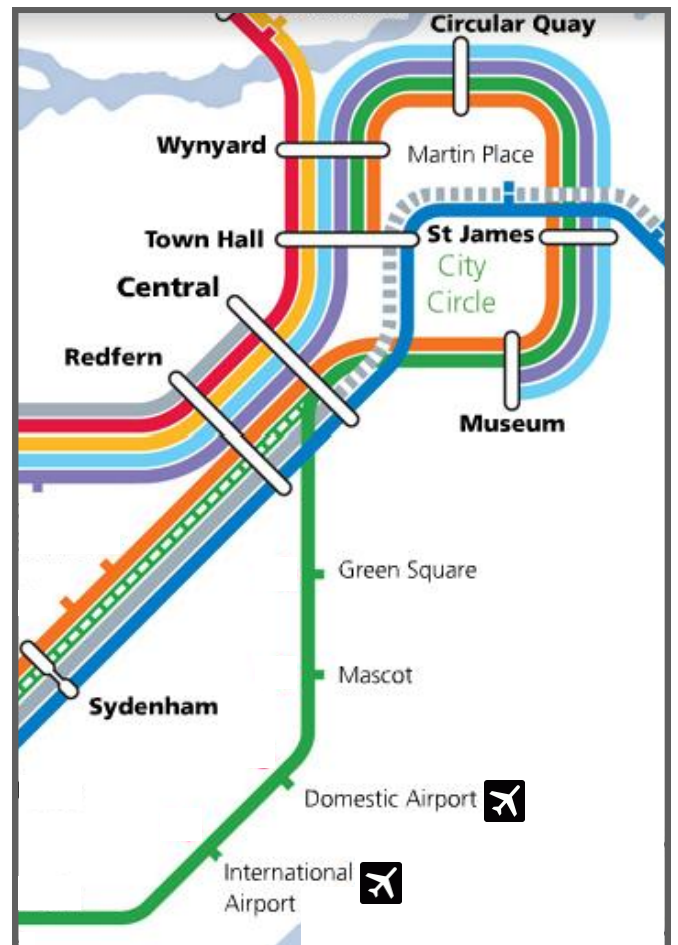 Circular Quay
Wynyard
Martin Place
Town Hall
St James
City
Circle
Central
Redfern
Museum
Green Square
Mascot
Sydenham
Domestic Airport
International
Airport